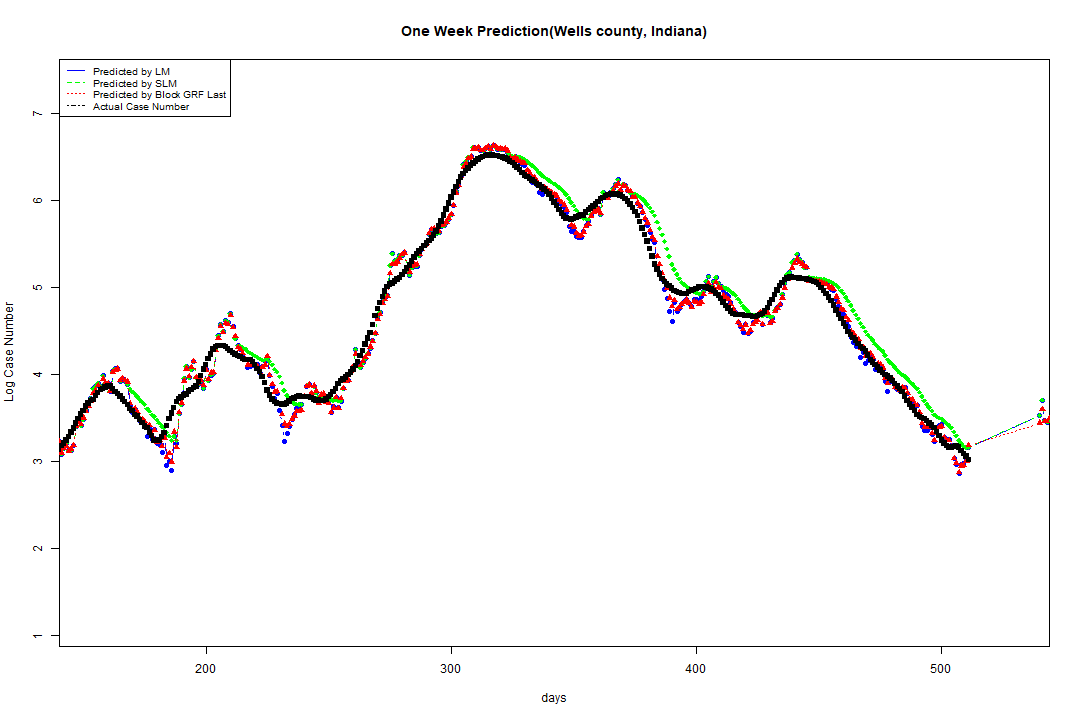 One Week Prediction(Wells county, Indiana)
Predicted by LM
Predicted by SLM
Predicted by Block GRF Last
Actual Case Number
7
6
5
4
3
2
1
Log Case Number
200 300 400 500
days